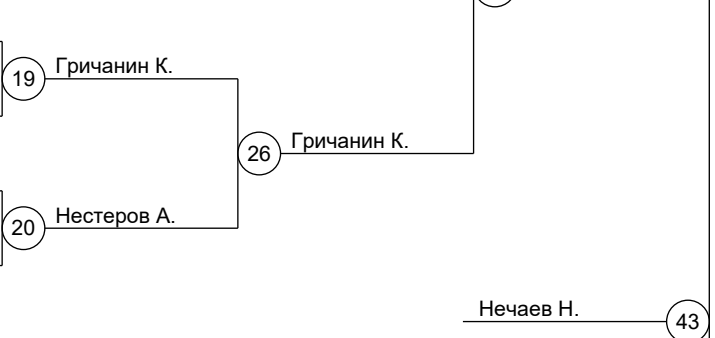 19 Гричанин К.
26 Гричанин К.
20 Нестеров А.
Нечаев Н. 43